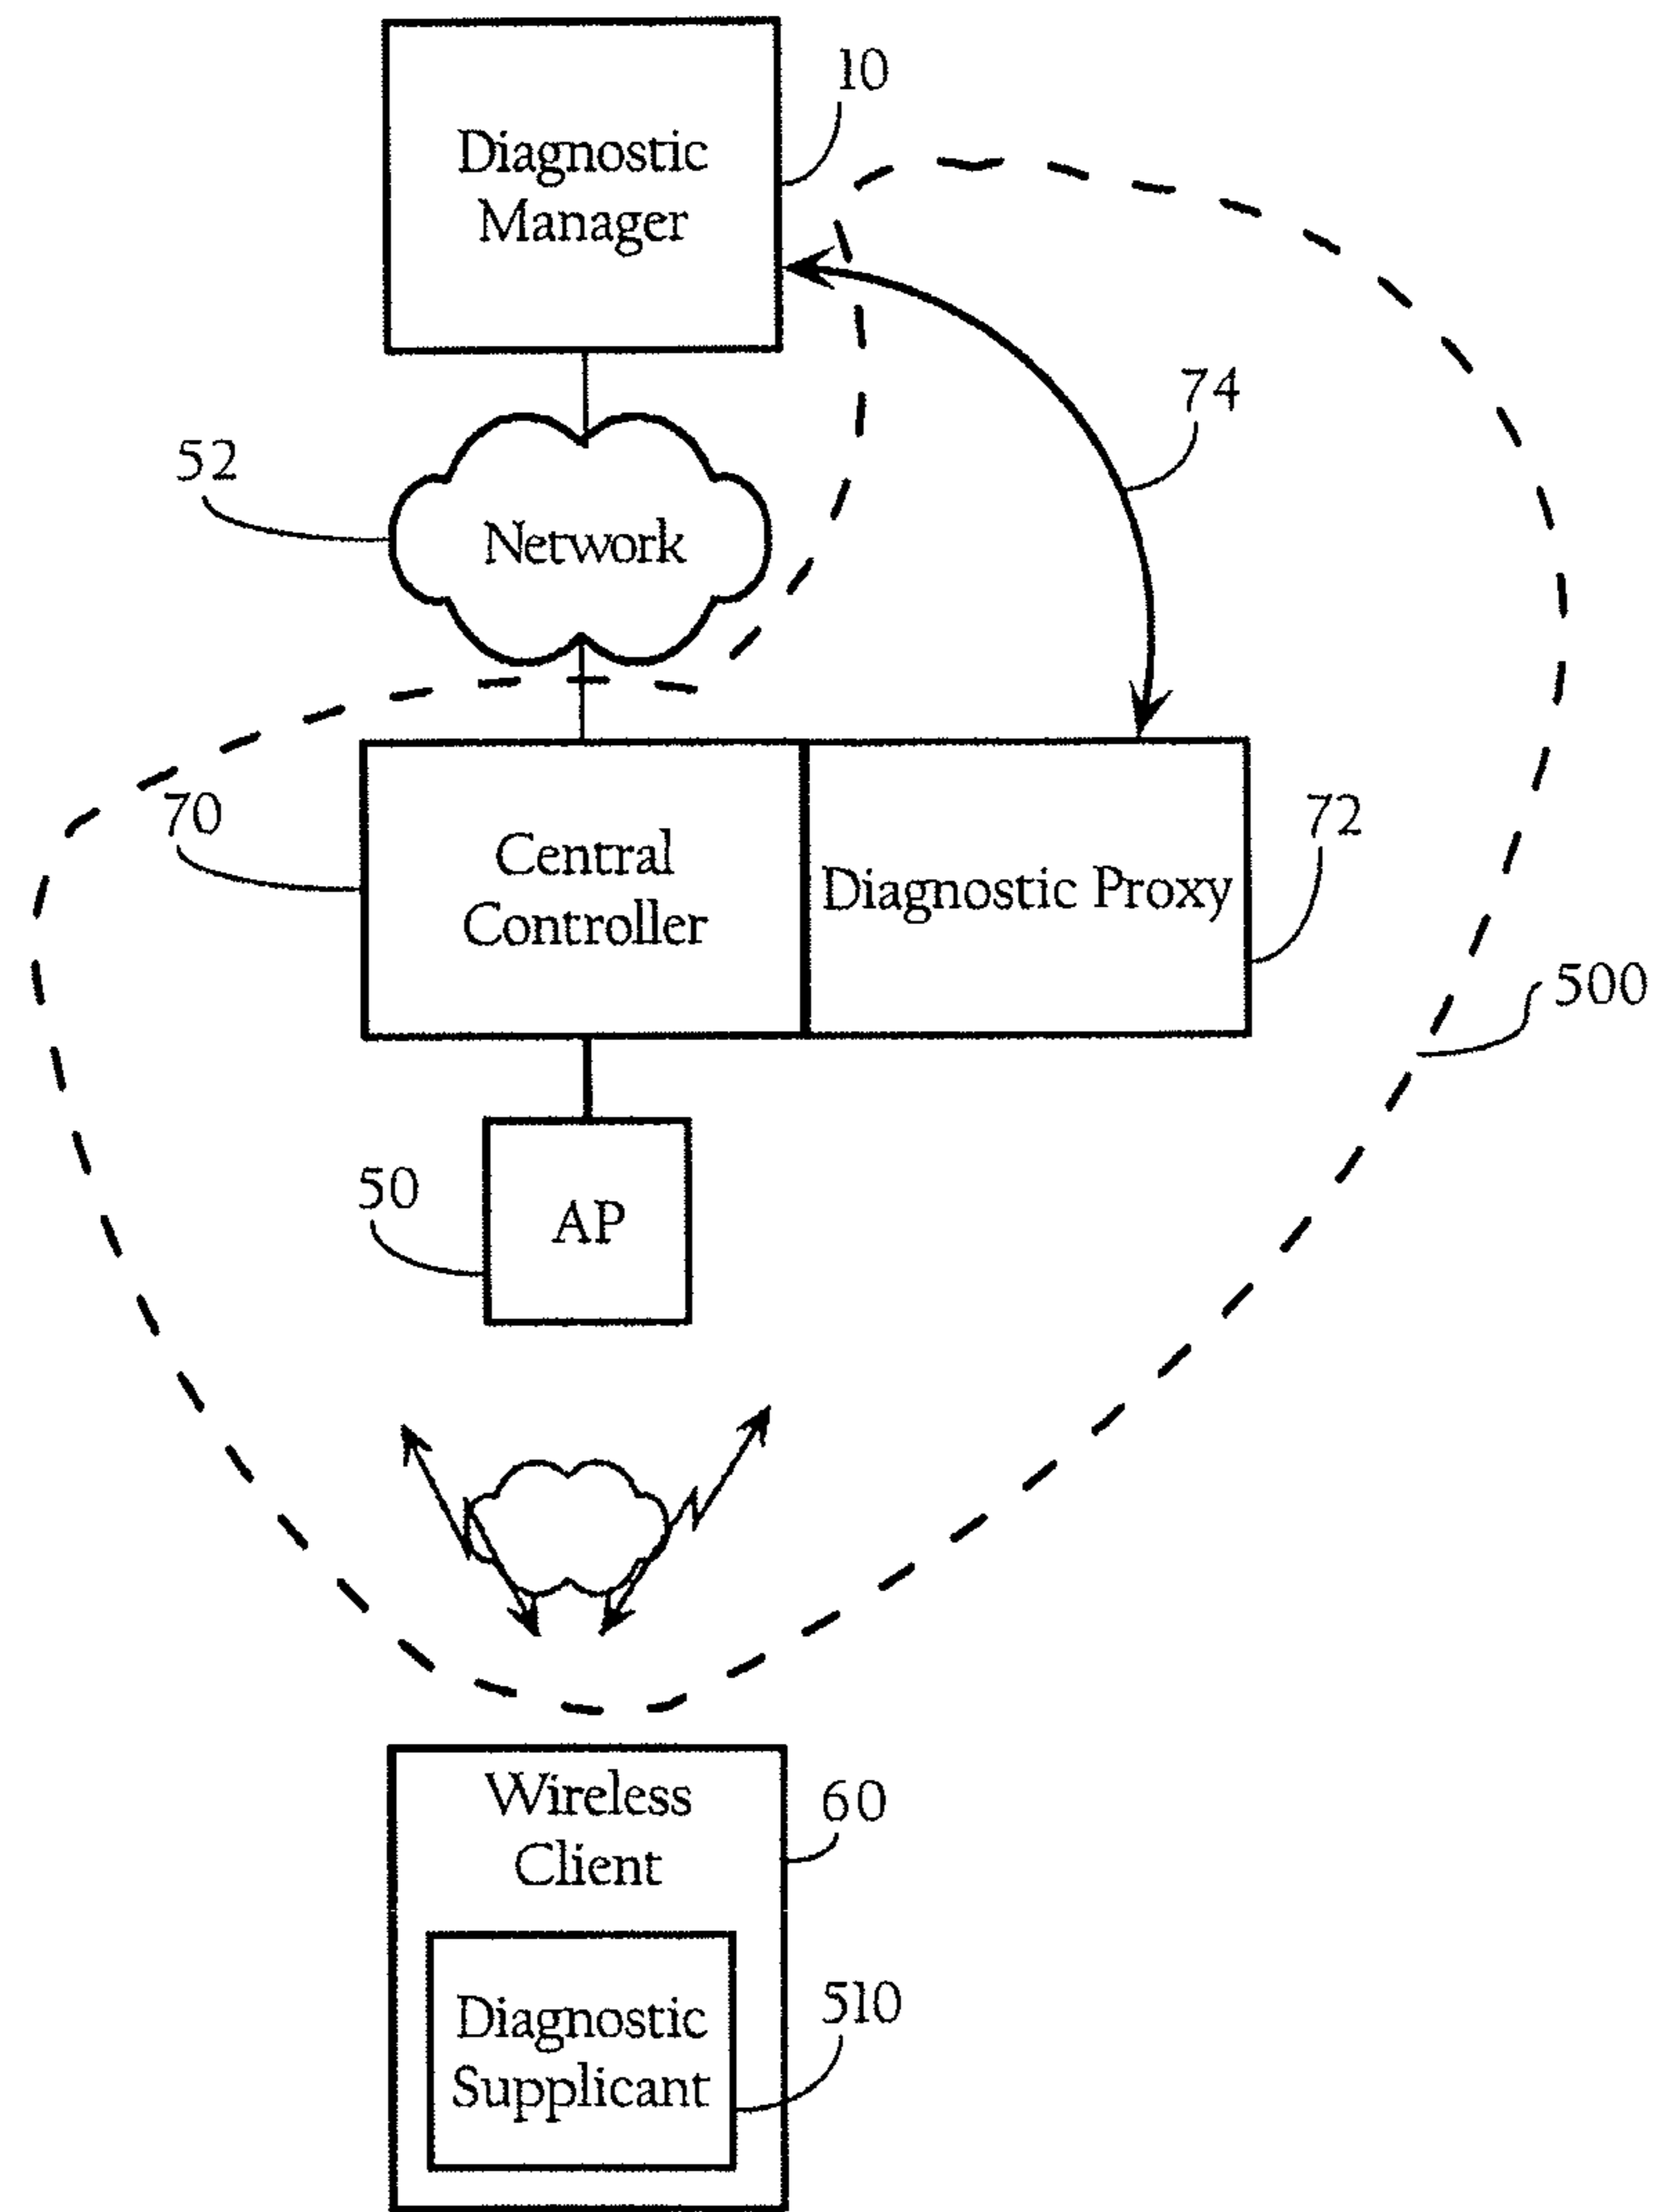 10
Diagnostic
Manager
74
52
Network
70
72
Central
Controller
Diagnostic Proxy
500
50
AP
Wireless
Client
60
510
Diagnostic
Supplicant